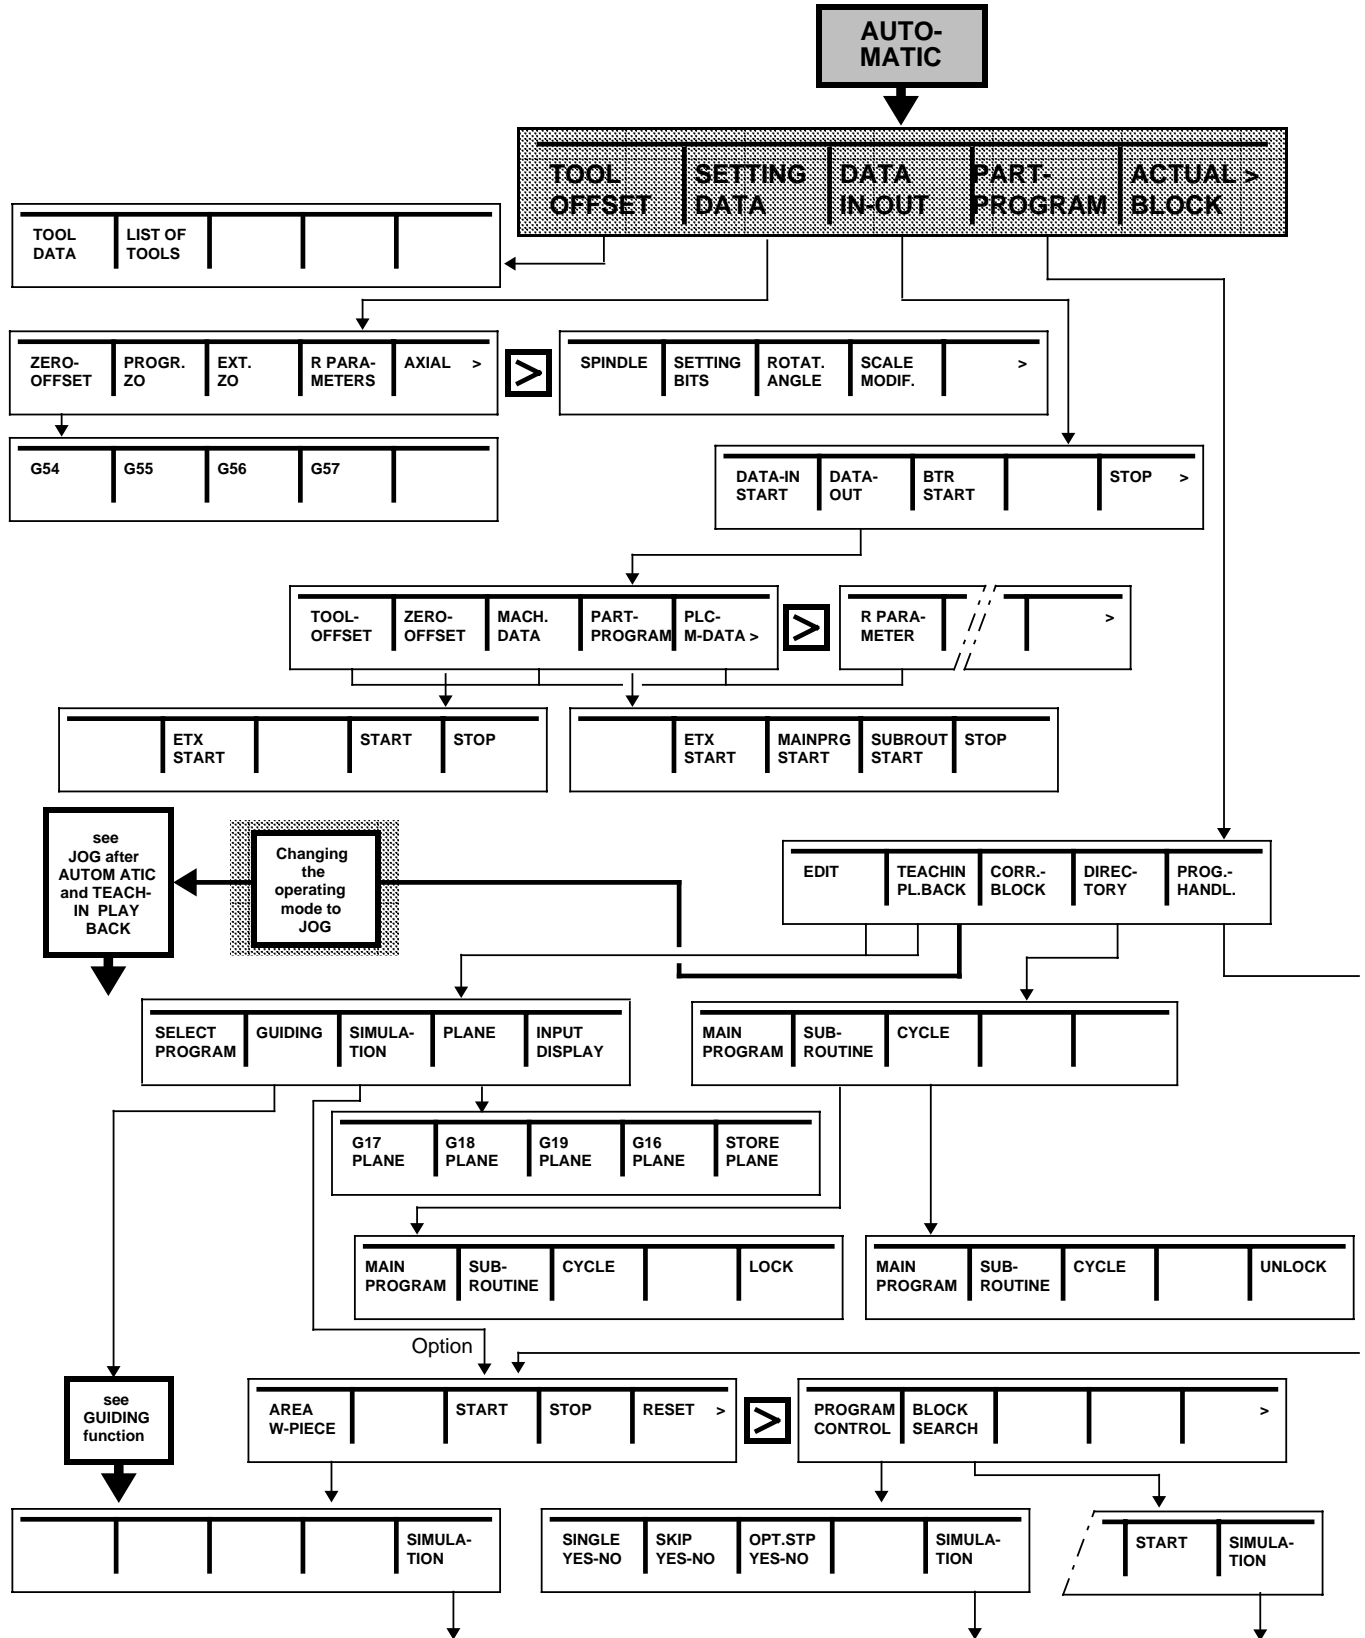 AUTO-
MATIC
TOOL
OFFSET
SETTING
DATA
DATA
IN-OUT
PART-
PROGRAM
ACTUAL >
BLOCK
TOOL
DATA
LIST OF
TOOLS
ZERO-
OFFSET
PROGR.
ZO
EXT.
ZO
R PARA-
METERS
AXIAL >
>
SPINDLE
SETTING
BITS
ROTAT.
ANGLE
SCALE
MODIF.
>
G54
G55
G56
G57
DATA-IN
START
DATA-
OUT
BTR
START
STOP >
TOOL-
OFFSET
ZERO-
OFFSET
MACH.
DATA
PART-
PROGRAM
PLC-
M-DATA >
>
R PARA-
METER
>
ETX
START
START
STOP
ETX
START
MAINPRG
START
SUBROUT
START
STOP
see
JOG after
AUTOM ATIC
and TEACH-
IN PLAY
BACK
Changing
the
operating
mode to
JOG
EDIT
TEACHIN
PL.BACK
CORR.-
BLOCK
DIREC-
TORY
PROG.-
HANDL.
SELECT
PROGRAM
GUIDING
SIMULA-
TION
PLANE
INPUT
DISPLAY
MAIN
PROGRAM
SUB-
ROUTINE
CYCLE
G17
PLANE
G18
PLANE
G19
PLANE
G16
PLANE
STORE
PLANE
MAIN
PROGRAM
SUB-
ROUTINE
CYCLE
LOCK
MAIN
PROGRAM
SUB-
ROUTINE
CYCLE
UNLOCK
Option
see
GUIDING
function
AREA
W-PIECE
START
STOP
RESET >
>
PROGRAM
CONTROL
BLOCK
SEARCH
>
SIMULA-
TION
SINGLE
YES-NO
SKIP
YES-NO
OPT.STP
YES-NO
SIMULA-
TION
START
SIMULA-
TION